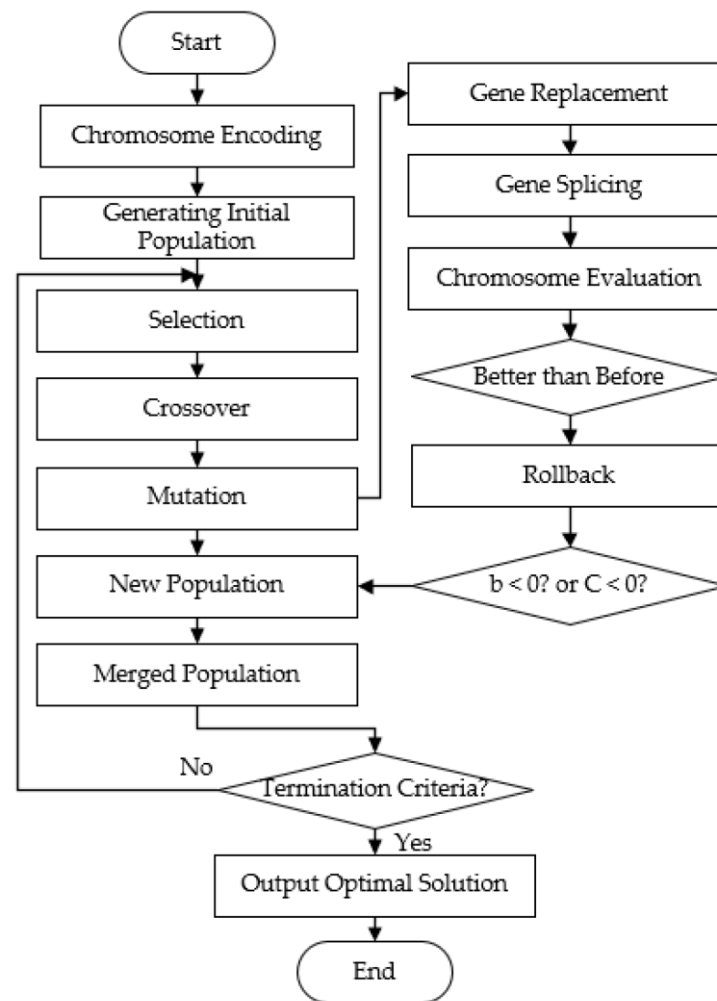 Start
Chromosome Encoding
Generating Initial
Population
Selection
Crossover
Mutation
New Population
Merged Population
Gene Replacement
Gene Splicing
Chromosome Evaluation
Better than Before
Rollback
b < 0? or C < 0?
No
Termination Criteria?
Yes
Output Optimal Solution
End